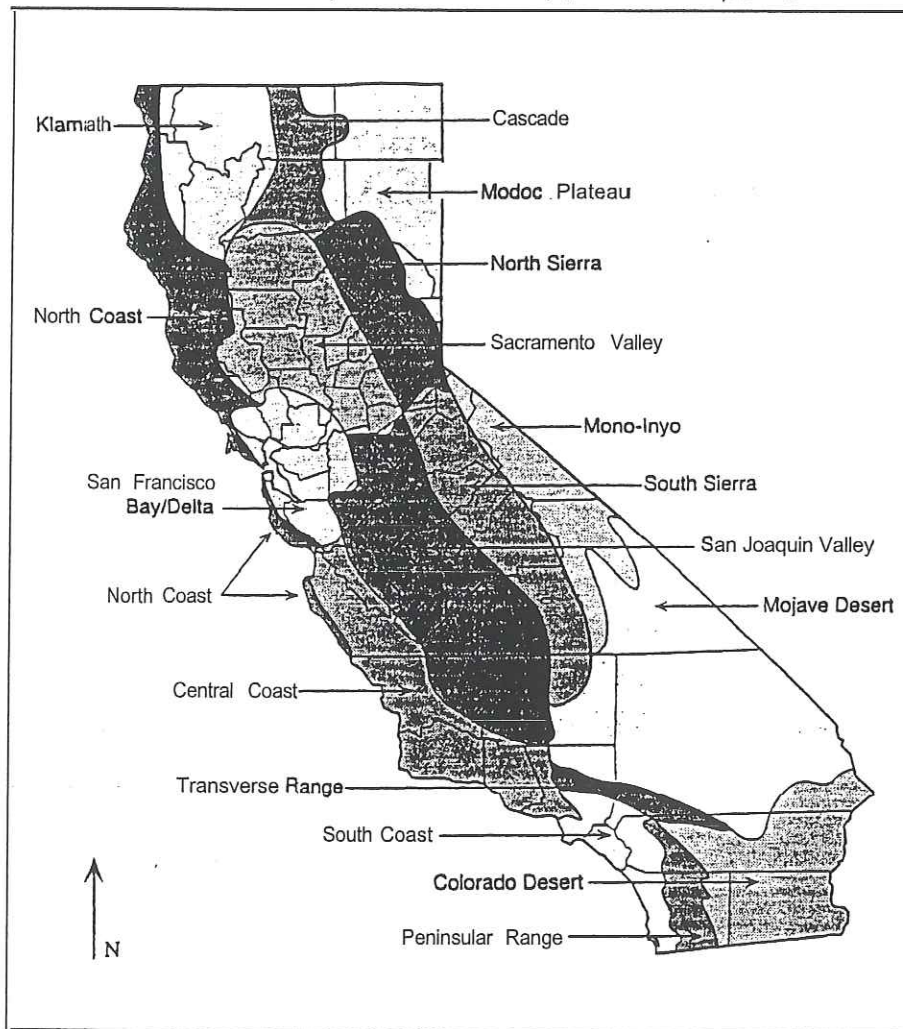 Klamath
Cascade
Modoc Plateau
North Sierra
North Coast
Sacramento Valley
Mono-Inyo
San Francisco
Bay/Delta
South Sierra
San Joaquin Valley
North Coast
Mojave Desert
Central Coast
Transverse Range
South Coast
Colorado Desert
Peninsular Range
N